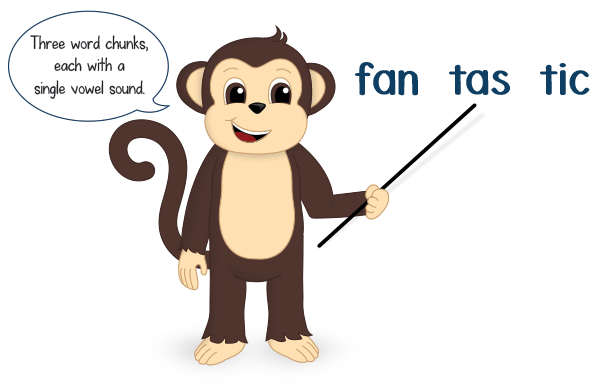 Three word chunks,
each with a
single vowel sound.
fan tas tic